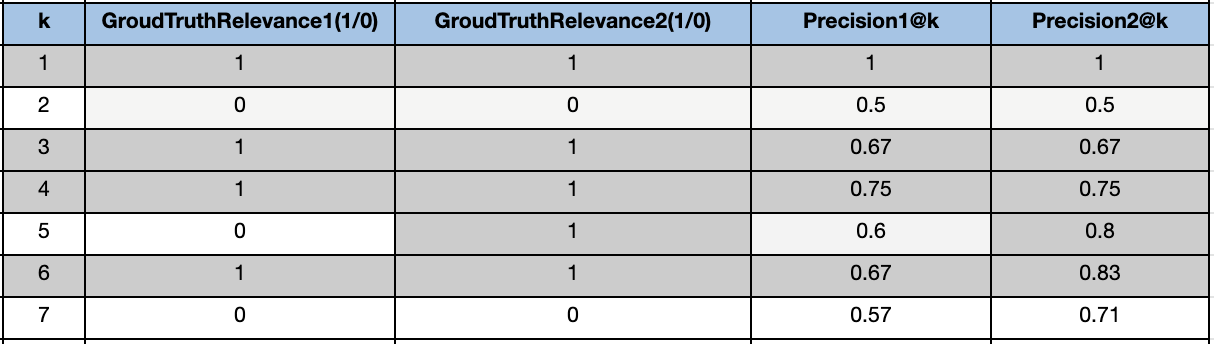 k GroudTruthRelevance1(1/0) GroudTruthRelevance2(1/0) Precision1@k Precision2@k
1 1 1 1 1
2 0 0 0.5 0.5
3 1 1 0.67 0.67
4 1 1 0.75 0.75
5 0 1 0.6 0.8
6 1 1 0.67 0.83
7 0 0 0.57 0.71